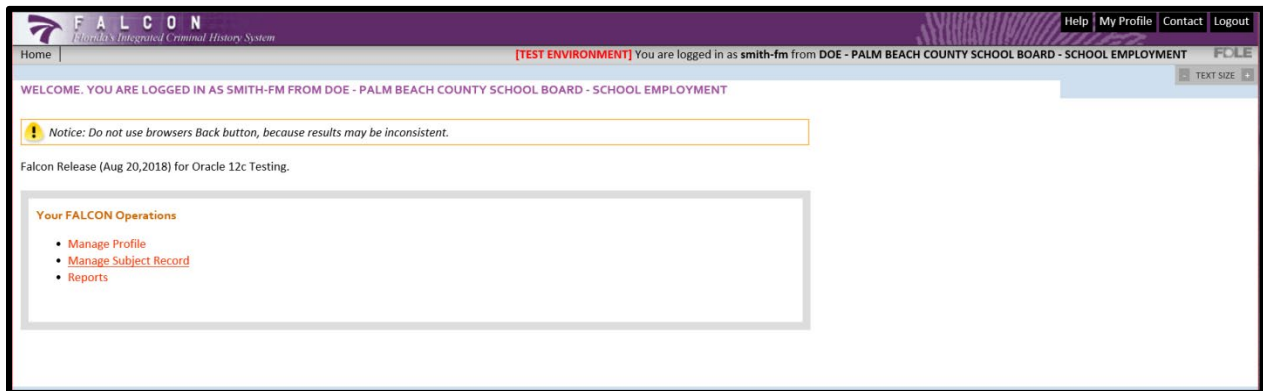 FALCON
Florida's Integrated Criminal History System
Help My Profile Contact Logout
Home
[TEST ENVIRONMENT] You are logged in as smith-fm from DOE - PALM BEACH COUNTY SCHOOL BOARD - SCHOOL EMPLOYMENT
FDLE
- TEXT SIZE +
WELCOME. YOU ARE LOGGED IN AS SMITH-FM FROM DOE - PALM BEACH COUNTY SCHOOL BOARD - SCHOOL EMPLOYMENT
! Notice: Do not use browsers Back button, because results may be inconsistent.
Falcon Release (Aug 20,2018) for Oracle 12c Testing.
Your FALCON Operations
• Manage Profile
• Manage Subject Record
• Reports